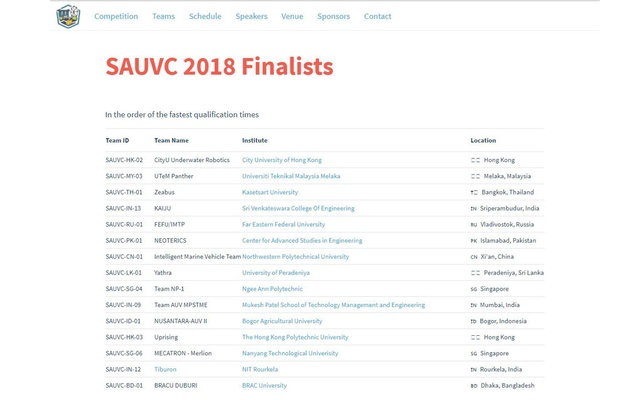 Competition Teams Schedule Speakers Venue Sponsors Contact
SAUVC 2018 Finalists
In the order of the fastest qualification times
Team ID Team Name Institute Location
SAUVC-HK-02 CityU Underwater Robotics City University of Hong Kong Hong Kong
SAUVC-MY-03 UTeM Panther Universiti Teknikal Malaysia Melaka Melaka, Malaysia
SAUVC-TH-01 Zeabus Kasetsart University Bangkok, Thailand
SAUVC-IN-13 KAIJU Sri Venkateswara College Of Engineering IN Sriperambudur, India
SAUVC-RU-01 FEFU/IMTP Far Eastern Federal University RU Vladivostok, Russia
SAUVC-PK-01 NEOTERICS Center for Advanced Studies in Engineering PK Islamabad, Pakistan
SAUVC-CN-01 Intelligent Marine Vehicle Team Northwestern Polytechnical University CN Xi'an, China
SAUVC-LK-01 Yathra University of Peradeniya Peradeniya, Sri Lanka
SAUVC-SG-04 Team NP-1 Ngee Ann Polytechnic SG Singapore
SAUVC-IN-09 Team AUV MPSTME Mukesh Patel School of Technology Management and Engineering IN Mumbai, India
SAUVC-ID-01 NUSANTARA-AUV II Bogor Agricultural University ID Bogor, Indonesia
SAUVC-HK-03 Uprising The Hong Kong Polytechnic University Hong Kong
SAUVC-SG-06 MECATRON - Merlion Nanyang Technological Univerisity SG Singapore
SAUVC-IN-12 Tiburon NIT Rourkela IN Rourkela, India
SAUVC-BD-01 BRACU DUBURI BRAC University BD Dhaka, Bangladesh